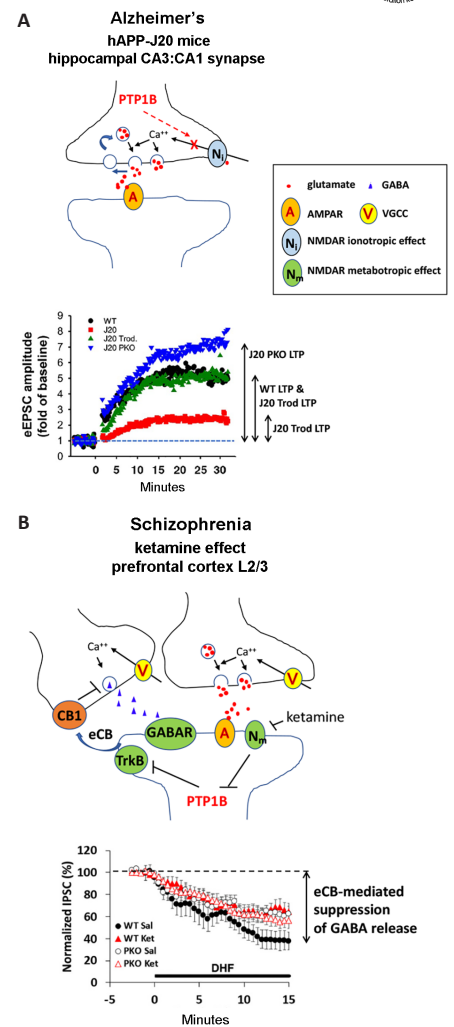 A
Alzheimer's
hAPP-J20 mice
hippocampal CA3:CA1 synapse
PTP1B
Ca++
X
Ni
A
glutamate
GABA
A
AMPAR
V
VGCC
Ni
NMDAR ionotropic effect
Nm
NMDAR metabotropic effect
eEPSC amplitude
(fold of baseline)
9
8
7
6
5
4
3
2
1
0
WT
J20
J20 Trod.
J20 PKO
J20 PKO LTP
WT LTP &
J20 Trod LTP
J20 Trod LTP
0 5 10 15 20 25 30
Minutes
B
Schizophrenia
ketamine effect
prefrontal cortex L2/3
Ca++
V
Ca++
V
CB1
eCB
GABAR
A
Nm
ketamine
TrkB
PTP1B
Normalized IPSC (%)
120
100
80
60
40
20
0
WT Sal
WT Ket
PKO Sal
PKO Ket
DHF
eCB-mediated
suppression
of GABA release
-5 0 5 10 15
Minutes